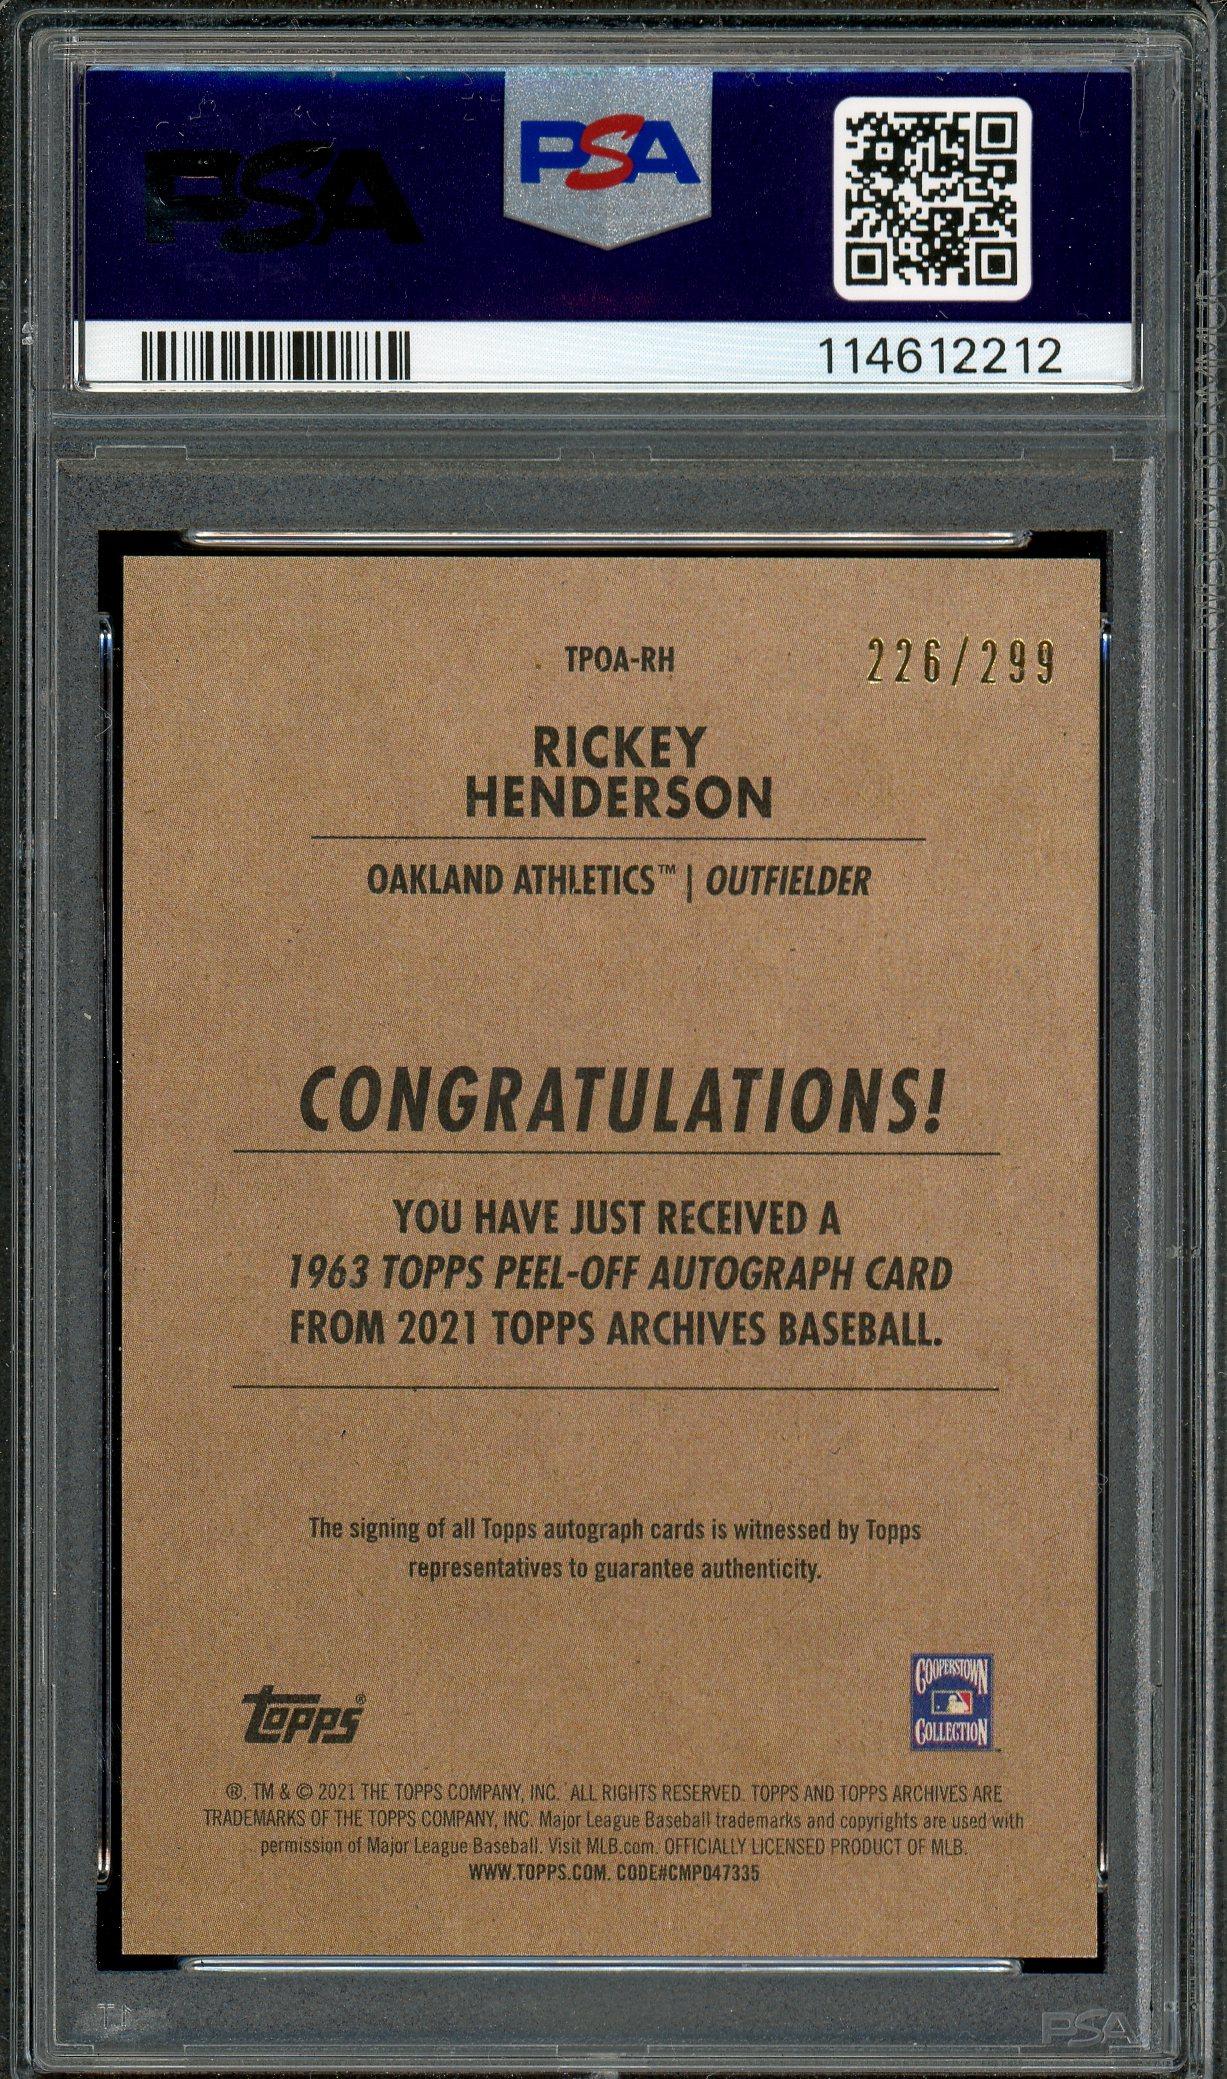 PSA
PSA
114612212
TPOA-RH
226/299
RICKEY
HENDERSON
OAKLAND ATHLETICS™ | OUTFIELDER
CONGRATULATIONS!
YOU HAVE JUST RECEIVED A
1963 TOPPS PEEL-OFF AUTOGRAPH CARD
FROM 2021 TOPPS ARCHIVES BASEBALL.
The signing of all Topps autograph cards is witnessed by Topps
representatives to guarantee authenticity.
Topps®
COOPERSTOWN
COLLECTION
®, TM & © 2021 THE TOPPS COMPANY, INC. ALL RIGHTS RESERVED. TOPPS AND TOPPS ARCHIVES ARE
TRADEMARKS OF THE TOPPS COMPANY, INC. Major League Baseball trademarks and copyrights are used with
permission of Major League Baseball. Visit MLB.com. OFFICIALLY LICENSED PRODUCT OF MLB.
WWW.TOPPS.COM. CODE#CMP047335
PSA